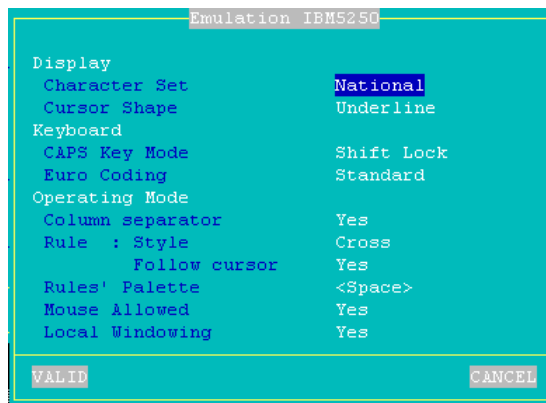 Emulation IBM5250
Display
Character Set National
Cursor Shape Underline
Keyboard
CAPS Key Mode Shift Lock
Euro Coding Standard
Operating Mode
Column separator Yes
Rule : Style Cross
Follow cursor Yes
Rules' Palette <Space>
Mouse Allowed Yes
Local Windowing Yes
VALID CANCEL